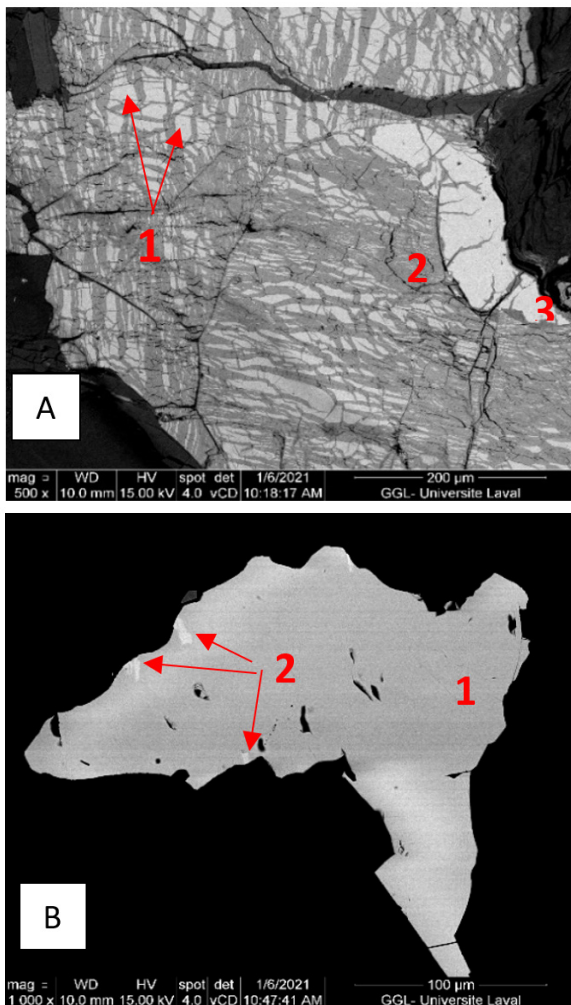 1
2
3
A
mag WD HV spot det 1/6/2021 200 µm
500 x 10.0 mm 15.00 kV 4.0 vCD 10:18:17 AM GGL- Universite Laval
2
1
B
mag WD HV spot det 1/6/2021 100 µm
1 000 x 10.0 mm 15.00 kV 4.0 vCD 10:47:41 AM GGL- Universite Laval